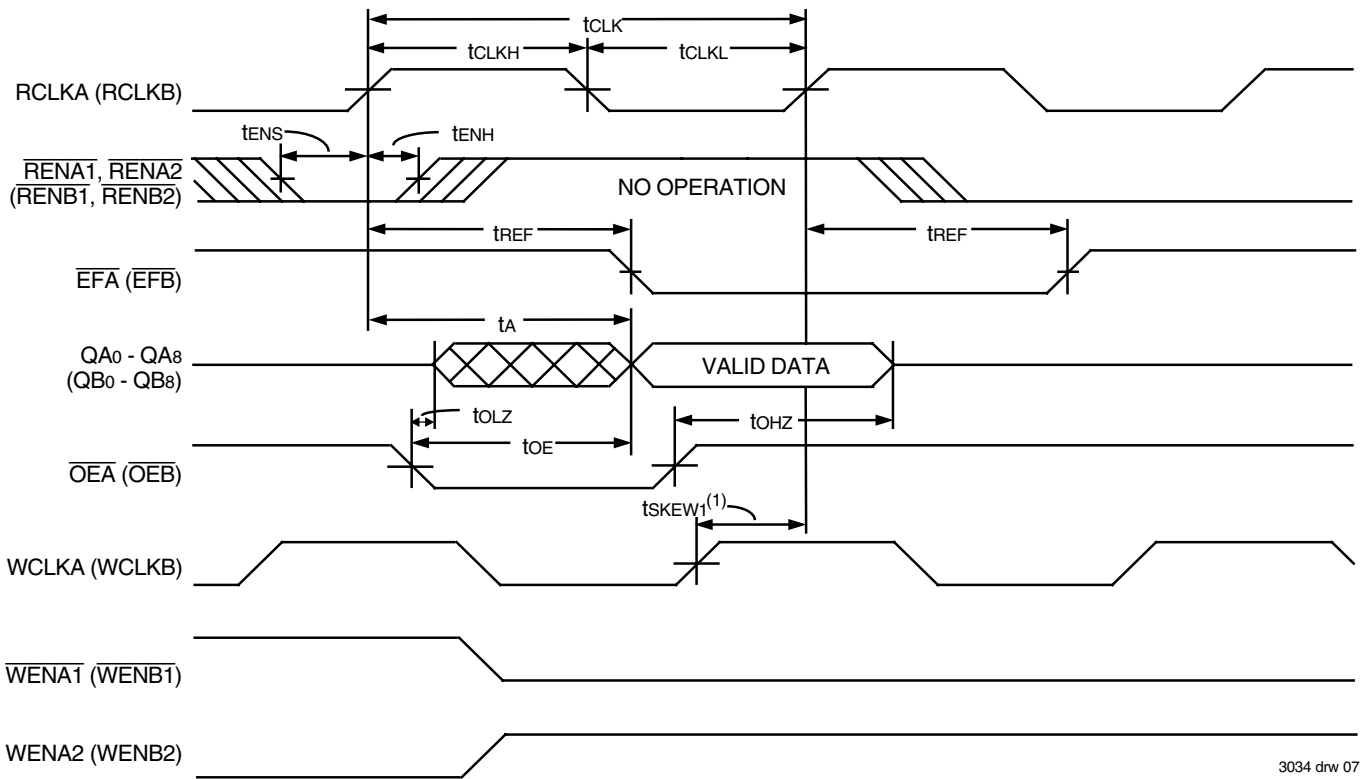 tCLK
tCLKH
tCLKL
RCLKA (RCLKB)
tENS
tENH
RENA1, RENA2
(RENB1, RENB2)
NO OPERATION
tREF
tREF
EFA (EFB)
tA
QA0 - QA8
(QB0 - QB8)
VALID DATA
tOLZ
tOHZ
tOE
OEA (OEB)
tSKEW1(1)
WCLKA (WCLKB)
WENA1 (WENB1)
WENA2 (WENB2)
3034 drw 07